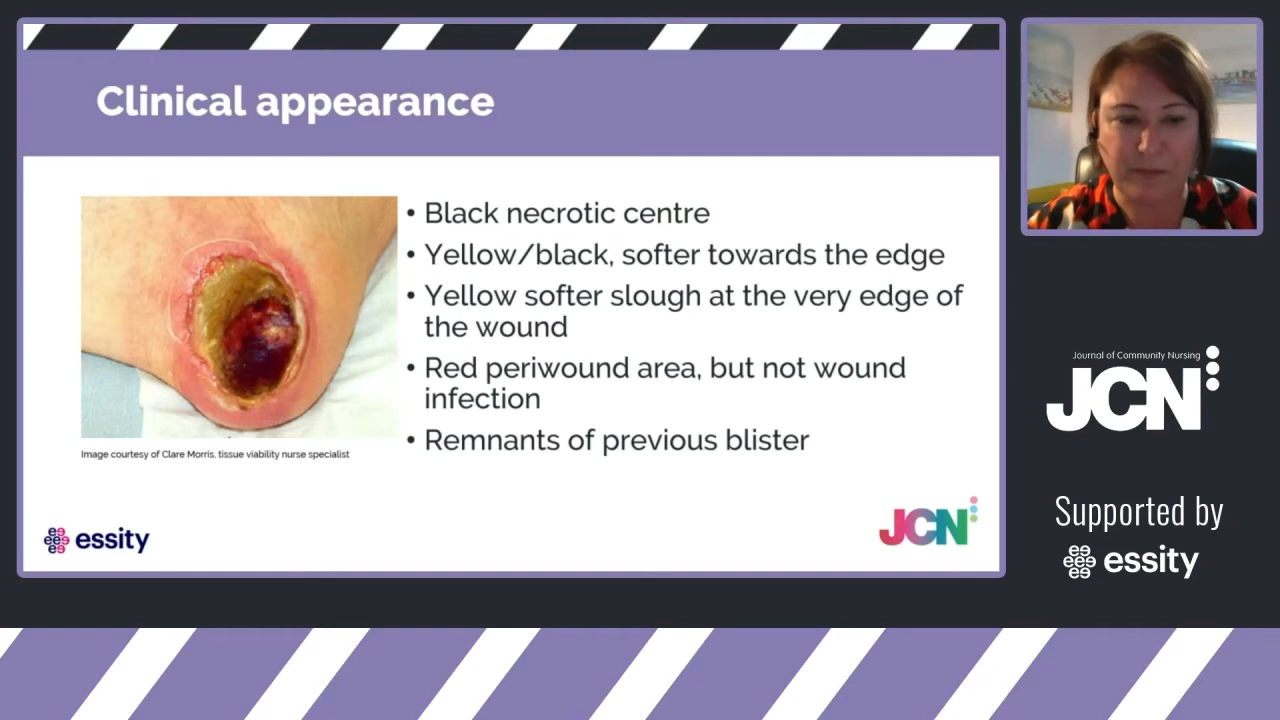 Clinical appearance
• Black necrotic centre
• Yellow/black, softer towards the edge
• Yellow softer slough at the very edge of
the wound
• Red periwound area, but not wound
infection
• Remnants of previous blister
Image courtesy of Clare Morris, tissue viability nurse specialist
essity
JCN
Journal of Community Nursing
JCN
Supported by
essity